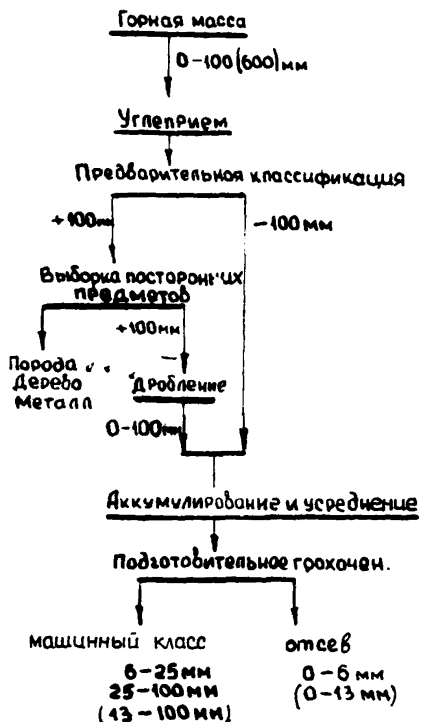 Горная масса
0-100(600)мм
Углеприем
Предварительная классификация
+100мм
-100мм
Выборка посторонних
предметов
+100мм
Порода
Дерево
Металл
Дробление
0-100мм
Аккумулирование и усреднение
Подготовительное грохочен.
машинный класс
отсев
6-25мм
0-6 мм
25-100мм
(0-13 мм)
(13-100мм)